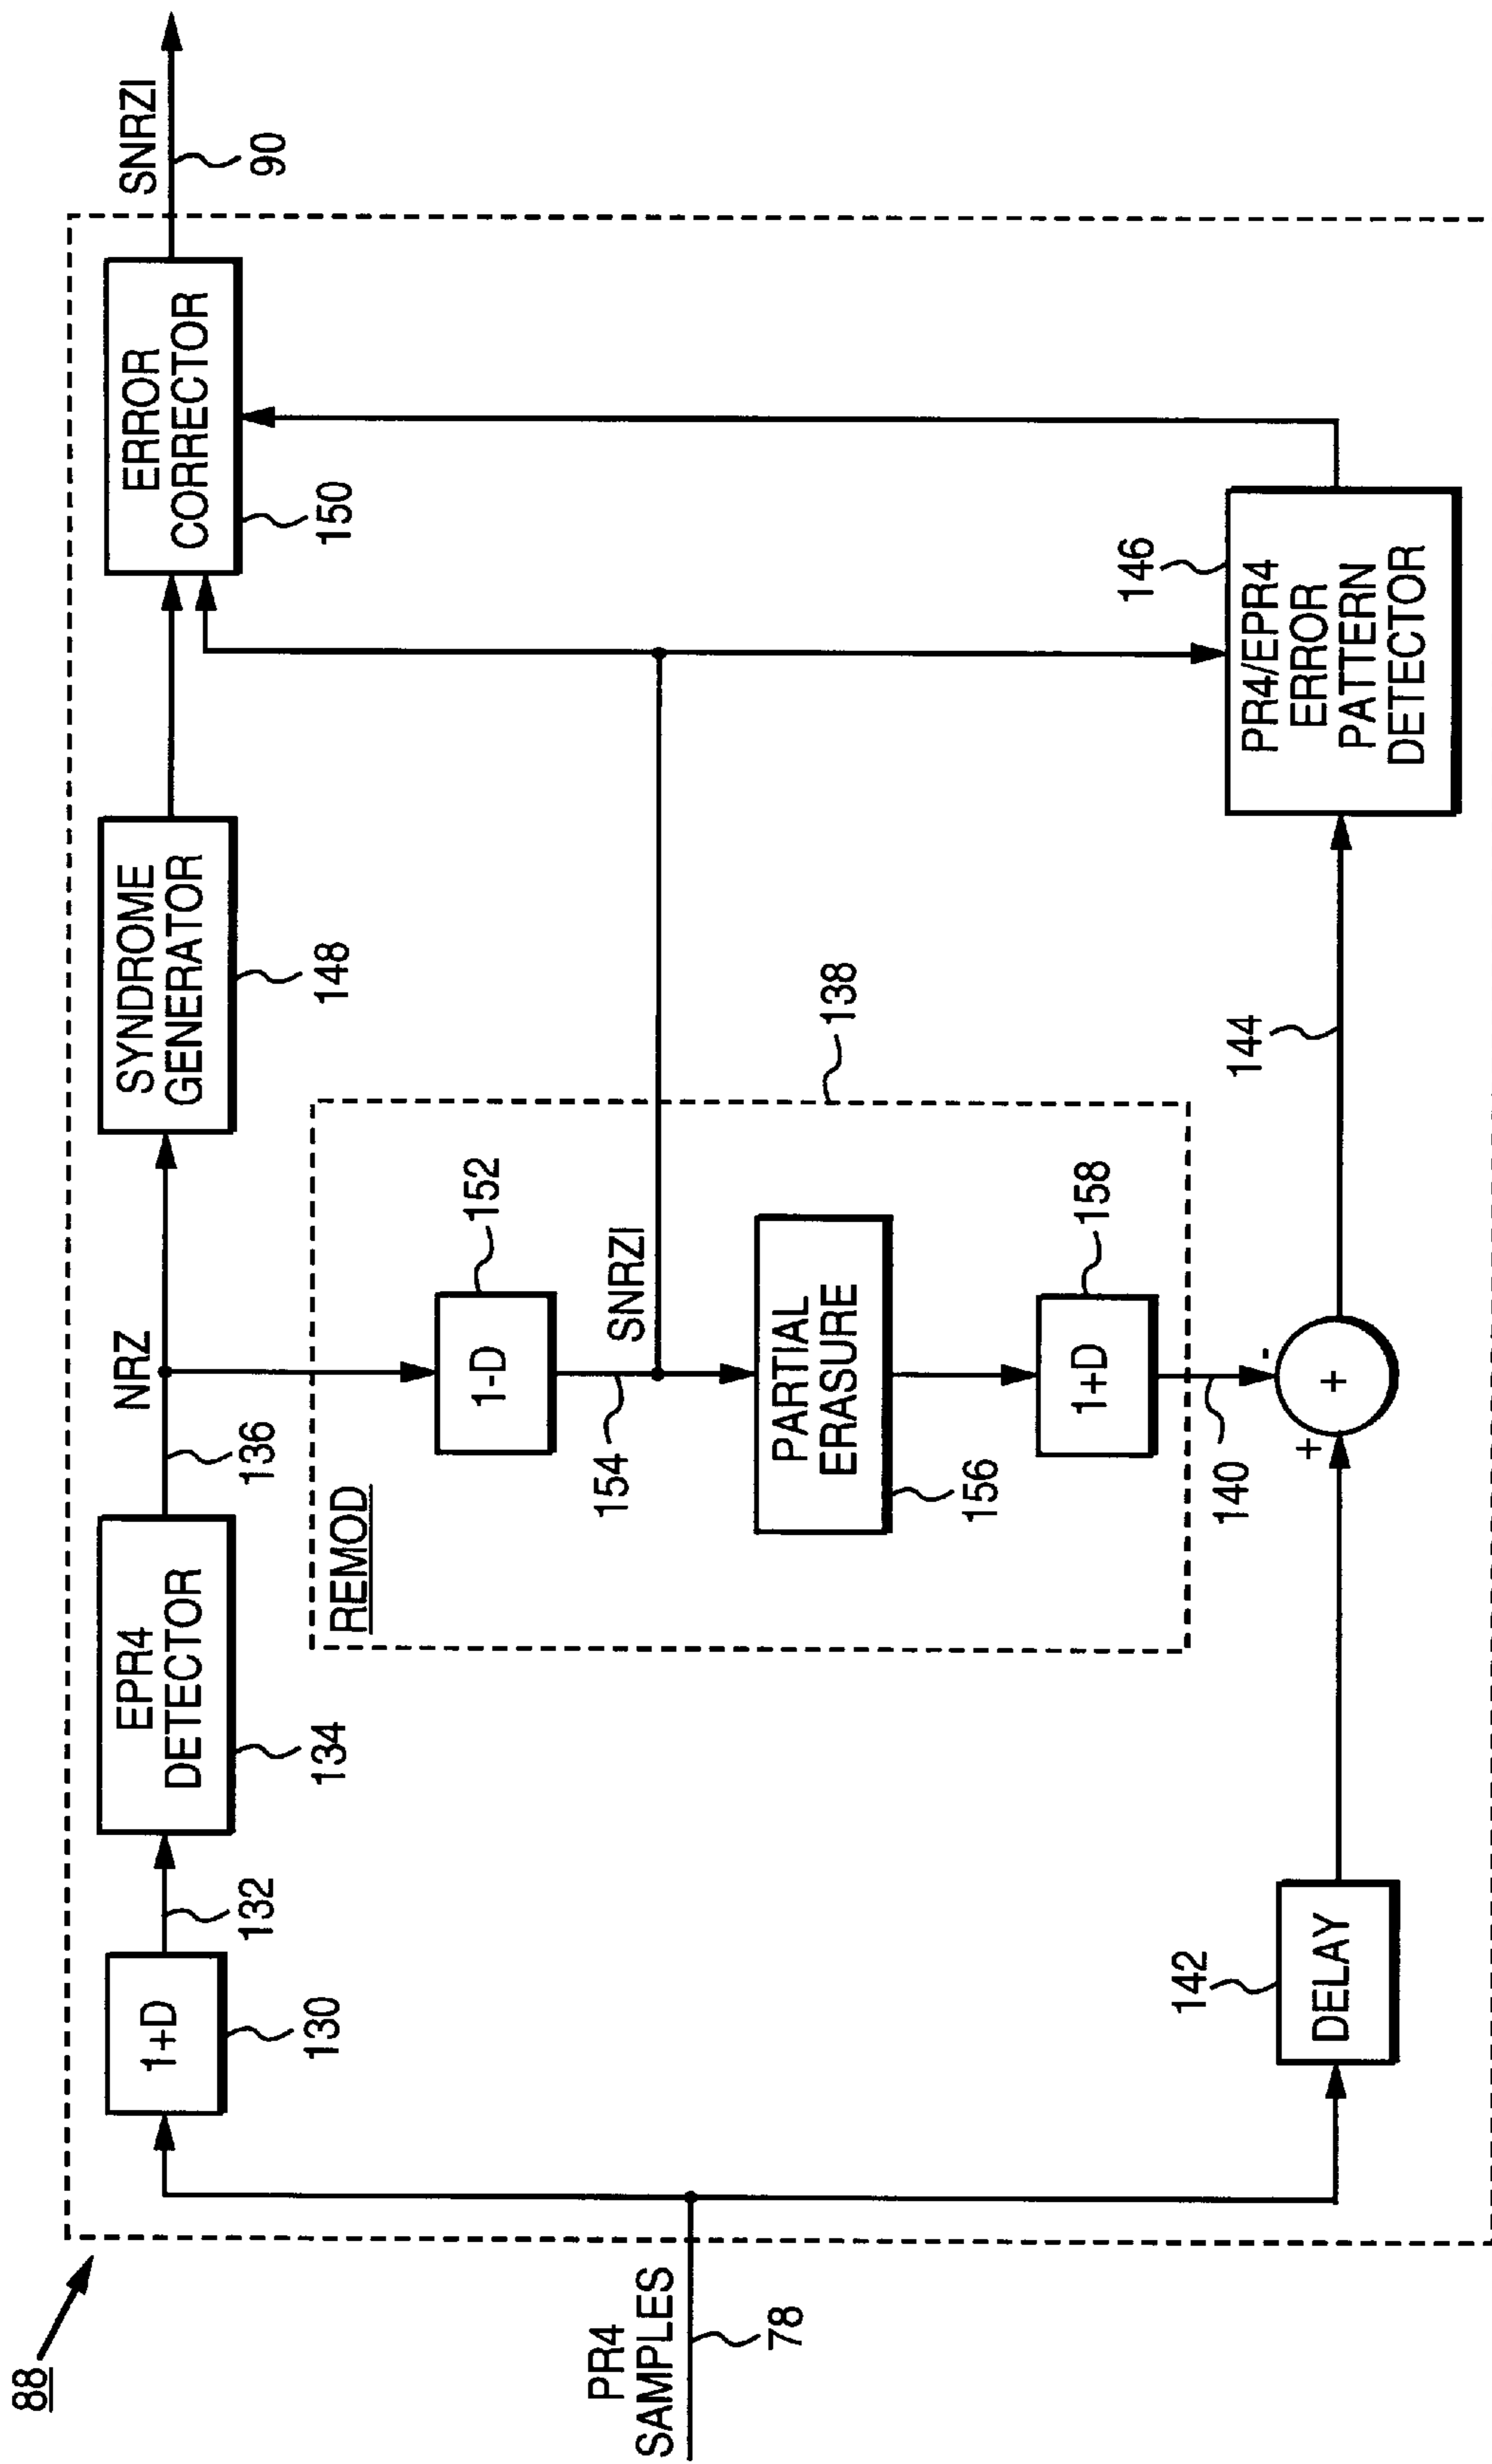 88
PR4
SAMPLES
78
1+D
130
132
EPR4
DETECTOR
134
136
NRZ
SYNDROME
GENERATOR
148
ERROR
CORRECTOR
150
SNRZI
90
REMOD
138
1-D
152
154
SNRZI
PARTIAL
ERASURE
156
1+D
158
140
DELAY
142
+
-
+
144
PR4/EPR4
ERROR
PATTERN
DETECTOR
146